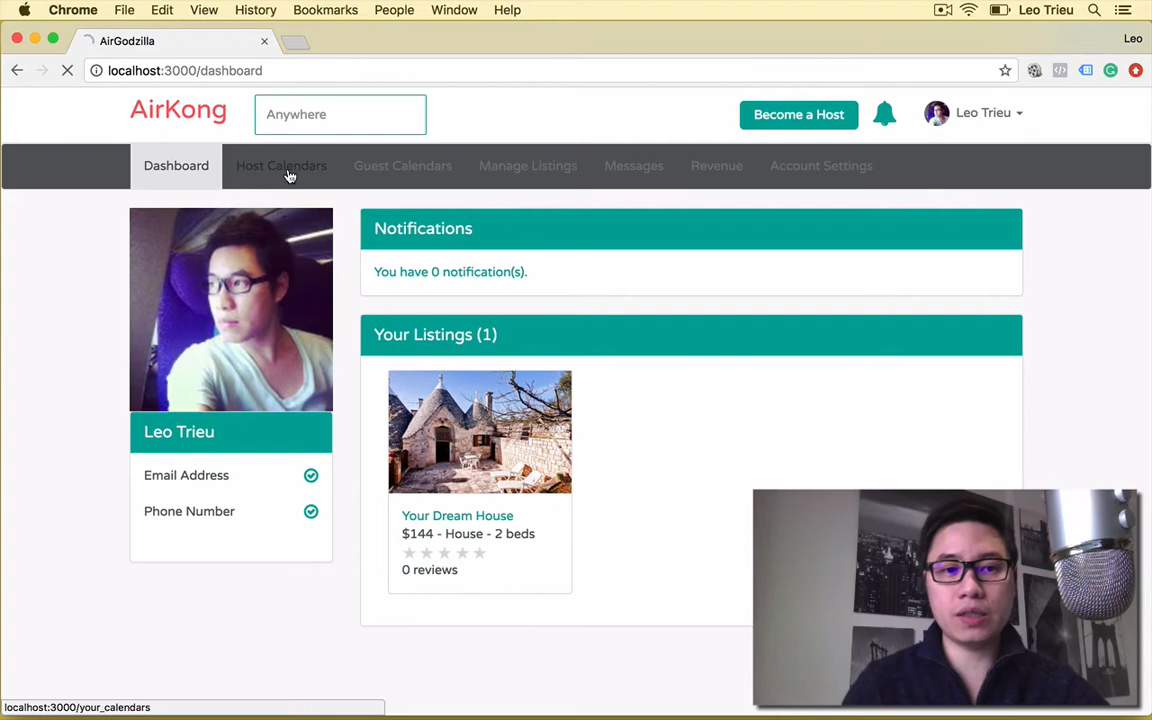 Chrome File Edit View History Bookmarks People Window Help Leo Trieu
AirGodzilla Leo
localhost:3000/dashboard
AirKong Anywhere Become a Host Leo Trieu
Dashboard Host Calendars Guest Calendars Manage Listings Messages Revenue Account Settings
Notifications
You have 0 notification(s).
Your Listings (1)
Leo Trieu
Email Address
Phone Number
Your Dream House
$144 - House - 2 beds
0 reviews
localhost:3000/your_calendars